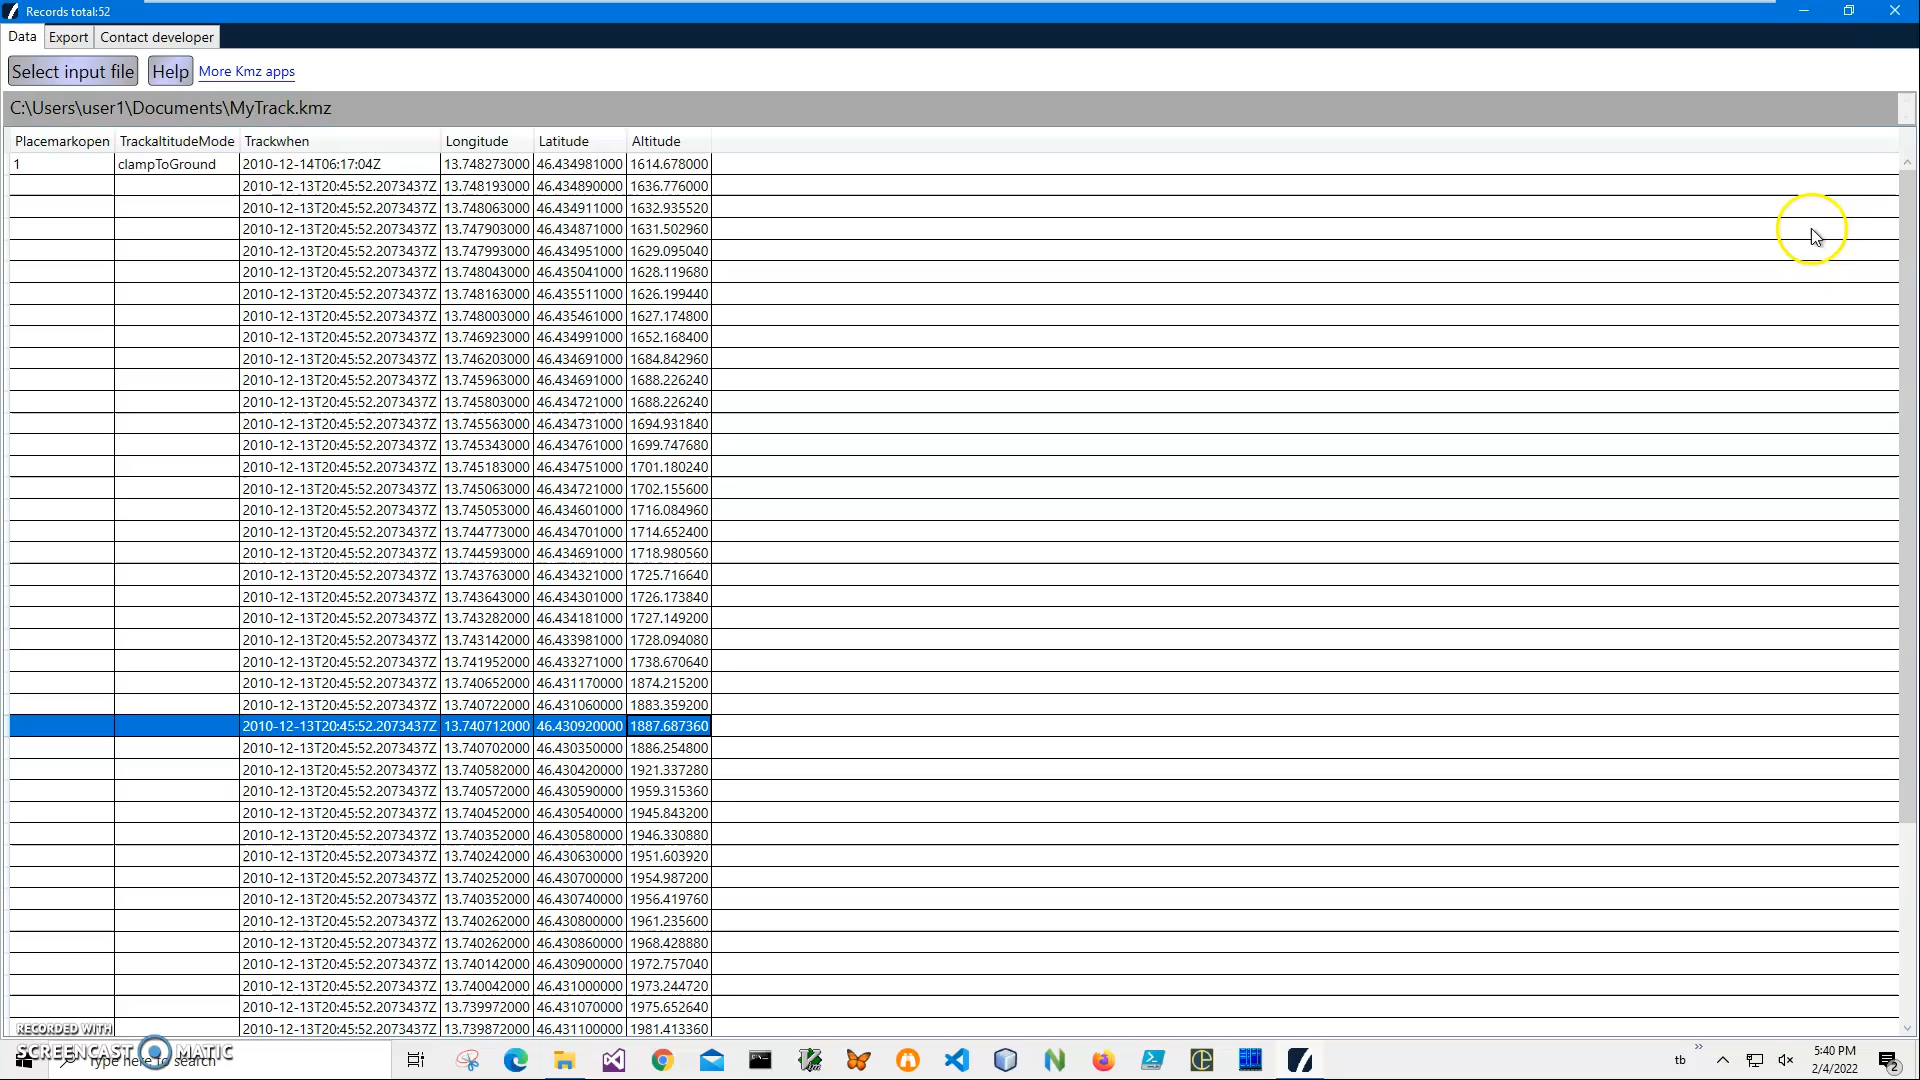 Records total:52
Data Export Contact developer
Select input file Help More Kmz apps
C:\Users\user1\Documents\MyTrack.kmz
Placemarkopen TrackaltitudeMode Trackwhen Longitude Latitude Altitude
1 clampToGround 2010-12-14T06:17:04Z 13.748273000 46.434981000 1614.678000
2010-12-13T20:45:52.2073437Z 13.748193000 46.434890000 1636.776000
2010-12-13T20:45:52.2073437Z 13.748063000 46.434911000 1632.935520
2010-12-13T20:45:52.2073437Z 13.747903000 46.434871000 1631.502960
2010-12-13T20:45:52.2073437Z 13.747993000 46.434951000 1629.095040
2010-12-13T20:45:52.2073437Z 13.748043000 46.435041000 1628.119680
2010-12-13T20:45:52.2073437Z 13.748163000 46.435511000 1626.199440
2010-12-13T20:45:52.2073437Z 13.748003000 46.435461000 1627.174800
2010-12-13T20:45:52.2073437Z 13.746923000 46.434991000 1652.168400
2010-12-13T20:45:52.2073437Z 13.746203000 46.434691000 1684.842960
2010-12-13T20:45:52.2073437Z 13.745963000 46.434691000 1688.226240
2010-12-13T20:45:52.2073437Z 13.745803000 46.434721000 1688.226240
2010-12-13T20:45:52.2073437Z 13.745563000 46.434731000 1694.931840
2010-12-13T20:45:52.2073437Z 13.745343000 46.434761000 1699.747680
2010-12-13T20:45:52.2073437Z 13.745183000 46.434751000 1701.180240
2010-12-13T20:45:52.2073437Z 13.745063000 46.434721000 1702.155600
2010-12-13T20:45:52.2073437Z 13.745053000 46.434601000 1716.084960
2010-12-13T20:45:52.2073437Z 13.744773000 46.434701000 1714.652400
2010-12-13T20:45:52.2073437Z 13.744593000 46.434691000 1718.980560
2010-12-13T20:45:52.2073437Z 13.743763000 46.434321000 1725.716640
2010-12-13T20:45:52.2073437Z 13.743643000 46.434301000 1726.173840
2010-12-13T20:45:52.2073437Z 13.743282000 46.434181000 1727.149200
2010-12-13T20:45:52.2073437Z 13.743142000 46.433981000 1728.094080
2010-12-13T20:45:52.2073437Z 13.741952000 46.433271000 1738.670640
2010-12-13T20:45:52.2073437Z 13.740652000 46.431170000 1874.215200
2010-12-13T20:45:52.2073437Z 13.740722000 46.431060000 1883.359200
2010-12-13T20:45:52.2073437Z 13.740712000 46.430920000 1887.687360
2010-12-13T20:45:52.2073437Z 13.740702000 46.430350000 1886.254800
2010-12-13T20:45:52.2073437Z 13.740582000 46.430420000 1921.337280
2010-12-13T20:45:52.2073437Z 13.740572000 46.430590000 1959.315360
2010-12-13T20:45:52.2073437Z 13.740452000 46.430540000 1945.843200
2010-12-13T20:45:52.2073437Z 13.740352000 46.430580000 1946.330880
2010-12-13T20:45:52.2073437Z 13.740242000 46.430630000 1951.603920
2010-12-13T20:45:52.2073437Z 13.740252000 46.430700000 1954.987200
2010-12-13T20:45:52.2073437Z 13.740352000 46.430740000 1956.419760
2010-12-13T20:45:52.2073437Z 13.740262000 46.430800000 1961.235600
2010-12-13T20:45:52.2073437Z 13.740262000 46.430860000 1968.428880
2010-12-13T20:45:52.2073437Z 13.740142000 46.430900000 1972.757040
2010-12-13T20:45:52.2073437Z 13.740042000 46.431000000 1973.244720
2010-12-13T20:45:52.2073437Z 13.739972000 46.431070000 1975.652640
2010-12-13T20:45:52.2073437Z 13.739872000 46.431100000 1981.413360
RECORDED WITH
SCREENCAST MATIC
Type here to search
tb
5:40 PM
2/4/2022
2